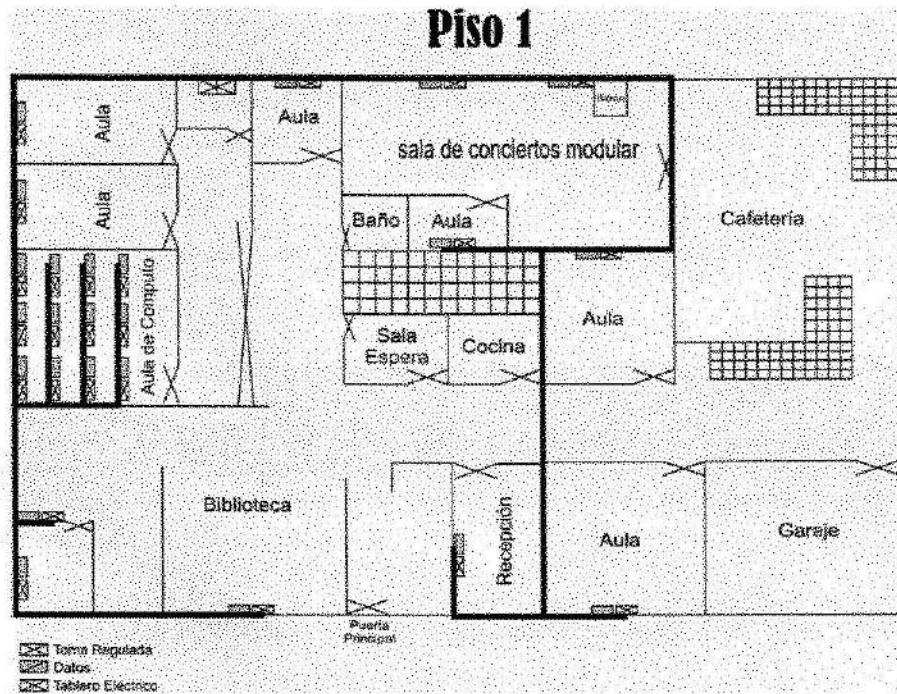 Piso 1
Aula
Aula
sala de conciertos modular
Aula
Baño
Aula
Cafetería
Aula de Computo
Sala
Espera
Cocina
Aula
Biblioteca
Recepción
Aula
Garaje
Puerta
Principal
Toma Regulada
Datos
Tablero Eléctrico